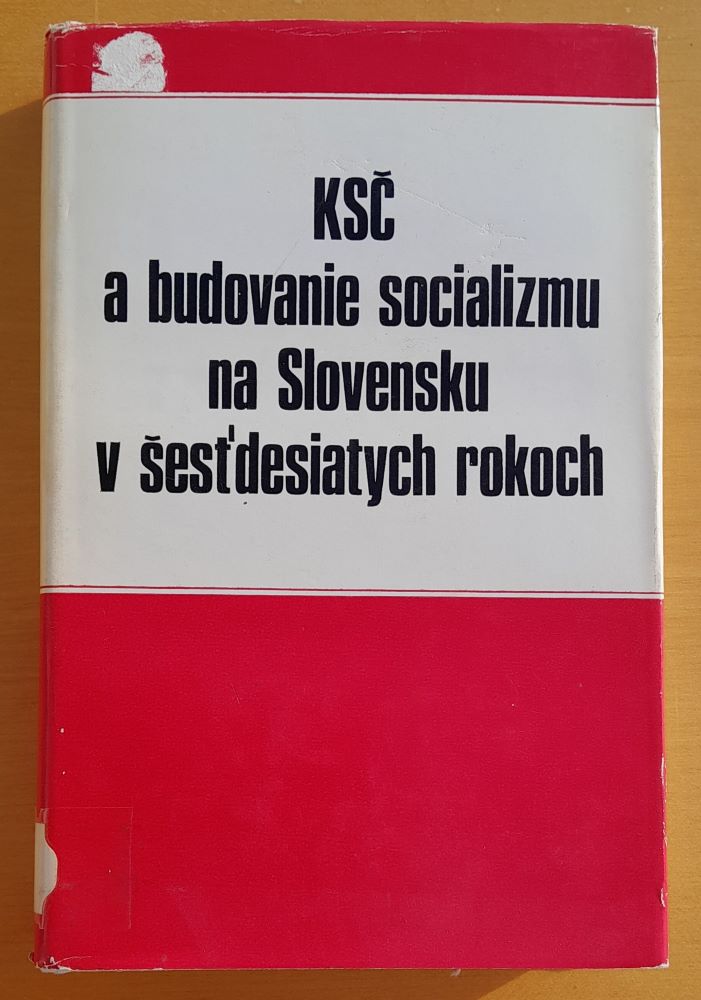 KSČ
a budovanie socializmu
na Slovensku
v šesťdesiatych rokoch